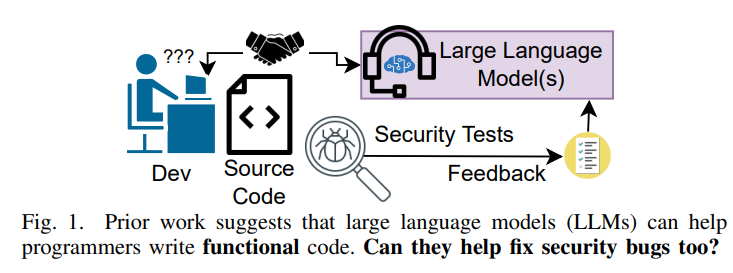 ???
Large Language
Model(s)
Security Tests
Feedback
Dev
Source
Code
Fig. 1. Prior work suggests that large language models (LLMs) can help
programmers write functional code. Can they help fix security bugs too?